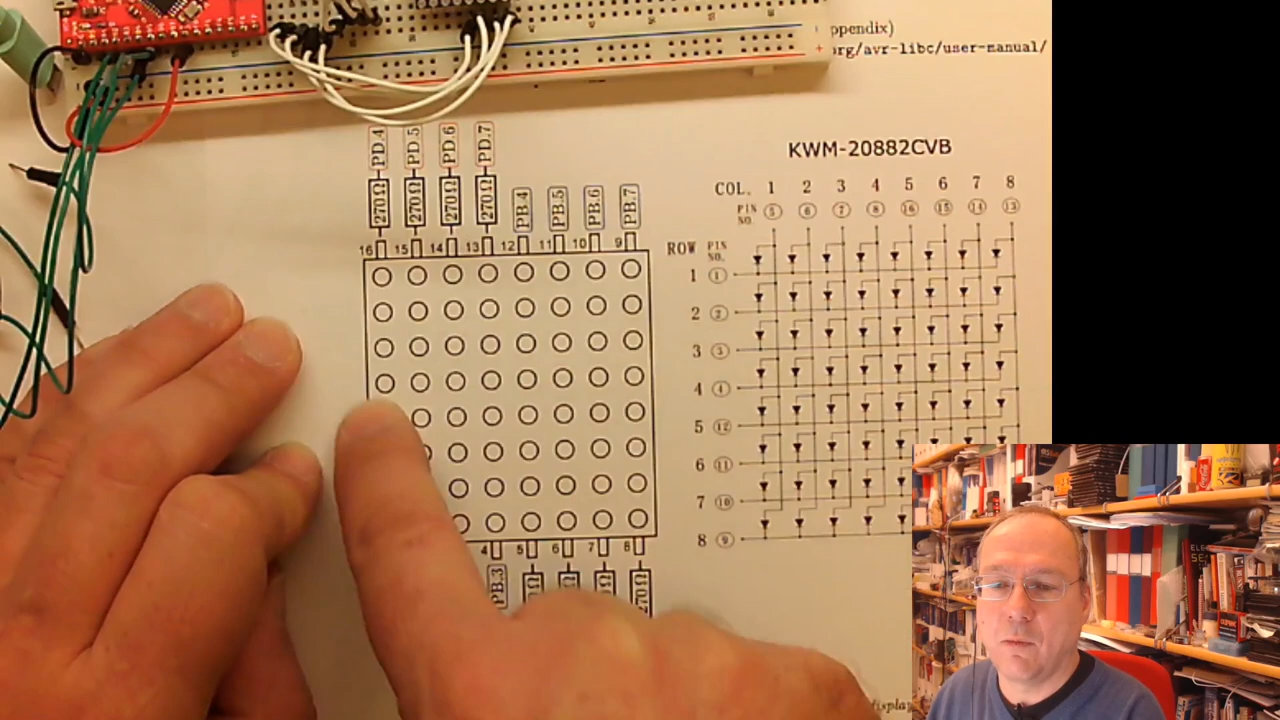 ppendix)
org/avr-libc/user-manual/
PD.4 PD.5 PD.6 PD.7
270Ω 270Ω 270Ω 270Ω PB.4 PB.5 PB.6 PB.7
16 15 14 13 12 11 10 9
4 5 6 7 8
PB.3
KWM-20882CVB
COL. 1 2 3 4 5 6 7 8
PIN NO. 5 6 7 8 16 15 14 13
ROW PIN NO.
1 1
2 2
3 3
4 4
5 12
6 11
7 10
8 9
display